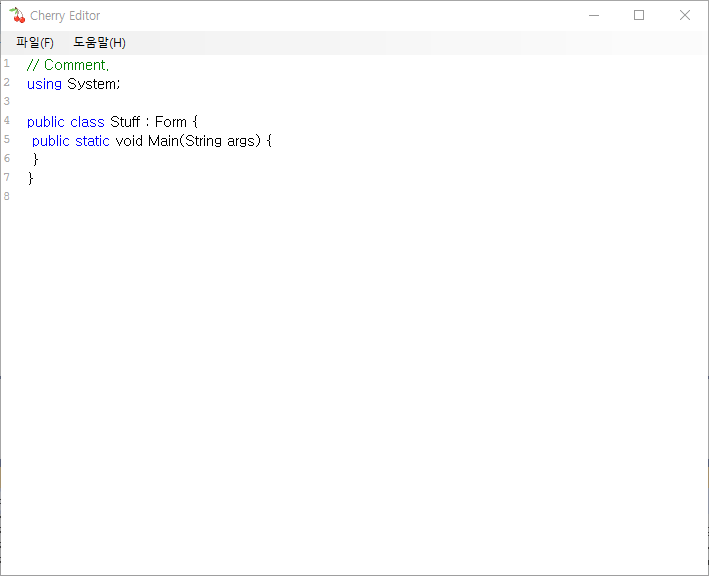 Cherry Editor
파일(F) 도움말(H)
1 // Comment.
2 using System;
3
4 public class Stuff : Form {
5  public static void Main(String args) {
6  }
7 }
8